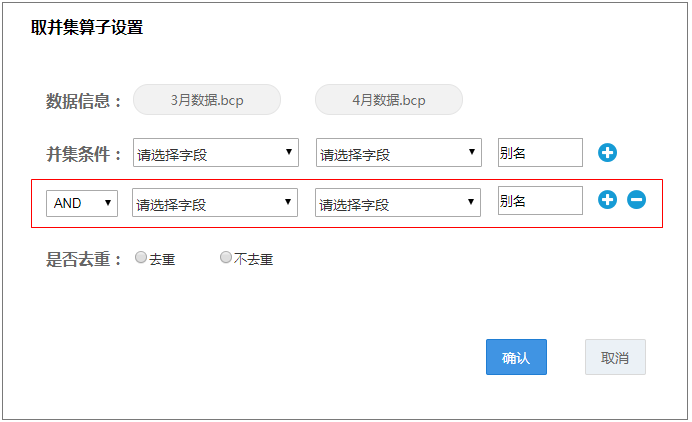 取并集算子设置
数据信息： 3月数据.bcp 4月数据.bcp
并集条件： 请选择字段 请选择字段 别名
AND 请选择字段 请选择字段 别名
是否去重： 去重 不去重
确认 取消